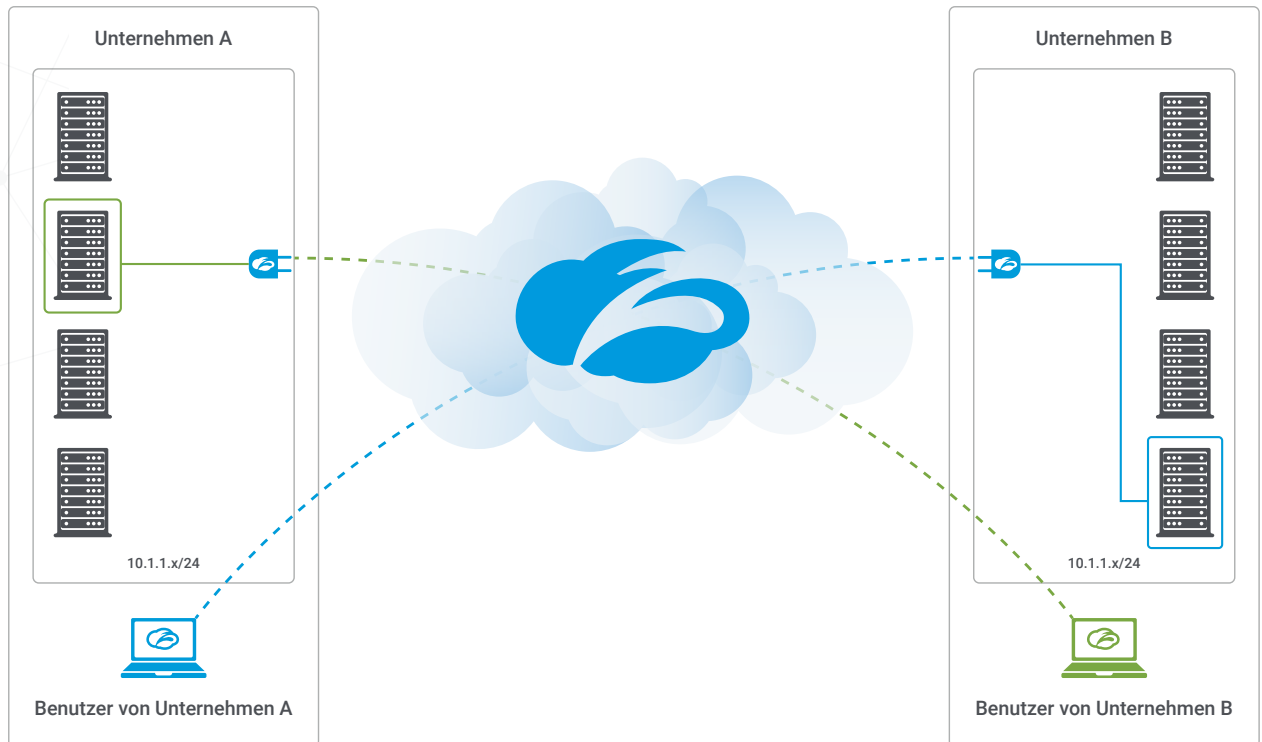 Unternehmen A
Unternehmen B
10.1.1.x/24
10.1.1.x/24
Benutzer von Unternehmen A
Benutzer von Unternehmen B